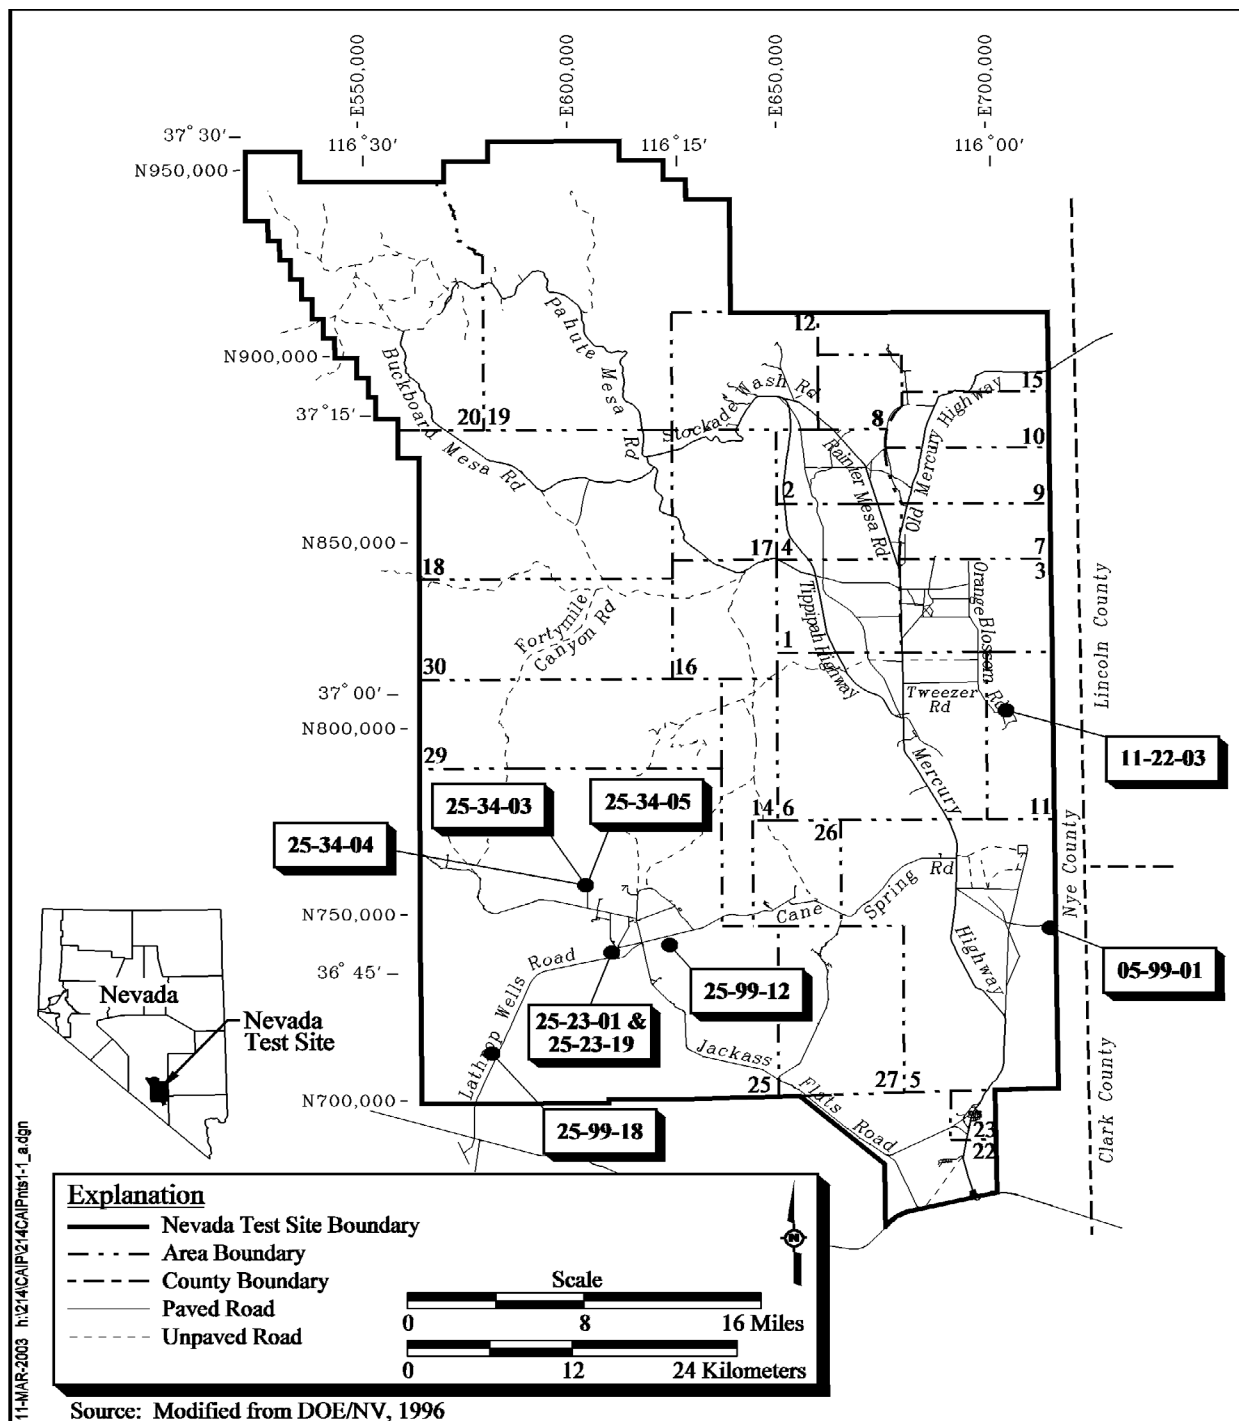 E550,000
E600,000
E650,000
E700,000
37° 30'
116° 30'
116° 15'
116° 00'
N950,000
12
Pahute Mesa Rd
N900,000
Buckboard Mesa Rd
Stockade Wash Rd
15
37° 15'
20 19
8
Old Mercury Highway
10
Rainier Mesa Rd
2
9
N850,000
17 4
7
18
3
Orange Blossom Rd
Tippipah Highway
Fortymile
Canyon Rd
1
Lincoln County
30
16
37° 00'
Tweezer
Rd
N800,000
11-22-03
29
Mercury
Highway
25-34-03
25-34-05
14 6
26
11
25-34-04
Nye County
Cane Spring Rd
N750,000
05-99-01
36° 45'
Lathrop Wells Road
25-99-12
25-23-01 &
25-23-19
Nevada
Nevada
Test Site
Jackass Flats Road
Clark County
25
27 5
N700,000
23
22
25-99-18
Explanation
Nevada Test Site Boundary
Area Boundary
County Boundary
Paved Road
Unpaved Road
N
Scale
0 8 16 Miles
0 12 24 Kilometers
11-MAR-2003 h:\214\CAIP\214CAIPnts1-1_a.dgn
Source: Modified from DOE/NV, 1996